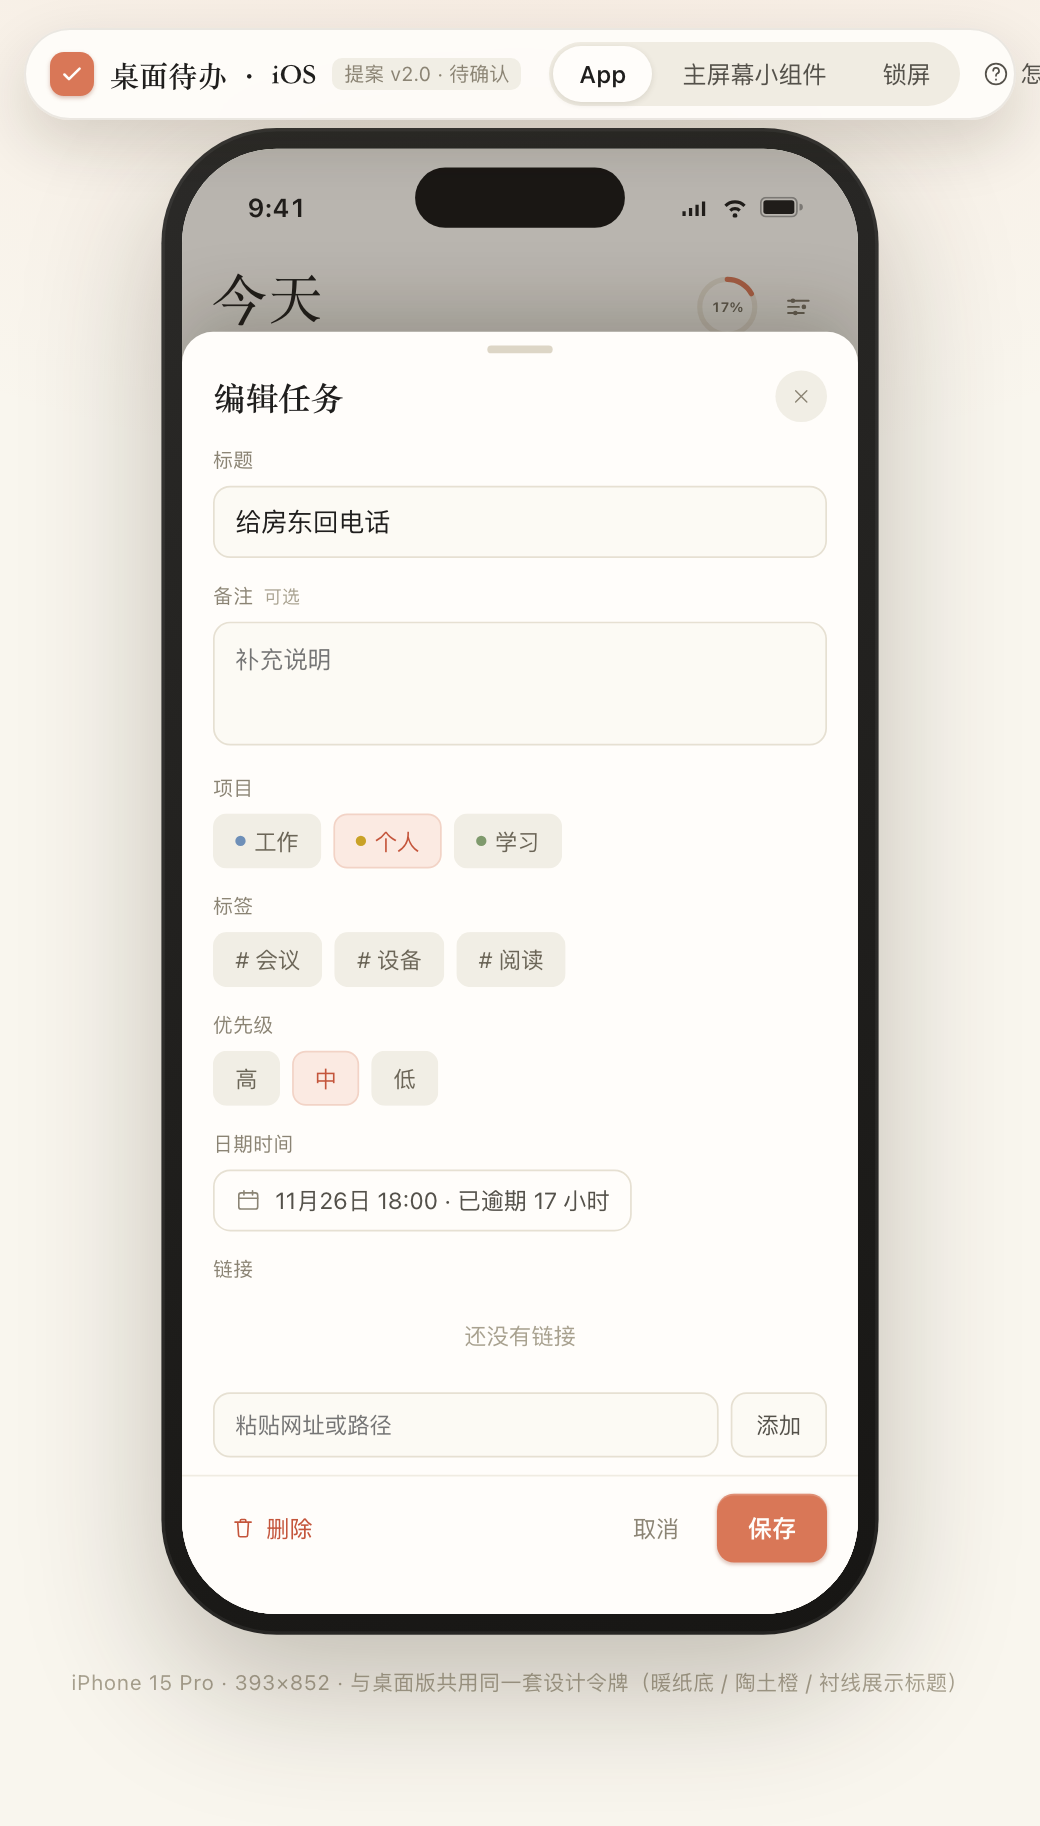 桌面待办 · iOS 提案 v2.0 · 待确认 App 主屏幕小组件 锁屏 怎
9:41
今天 17%
编辑任务
标题
给房东回电话
备注 可选
补充说明
项目
工作 个人 学习
标签
# 会议 # 设备 # 阅读
优先级
高 中 低
日期时间
11月26日 18:00 · 已逾期 17 小时
链接
还没有链接
粘贴网址或路径 添加
删除 取消 保存
iPhone 15 Pro · 393×852 · 与桌面版共用同一套设计令牌（暖纸底 / 陶土橙 / 衬线展示标题）